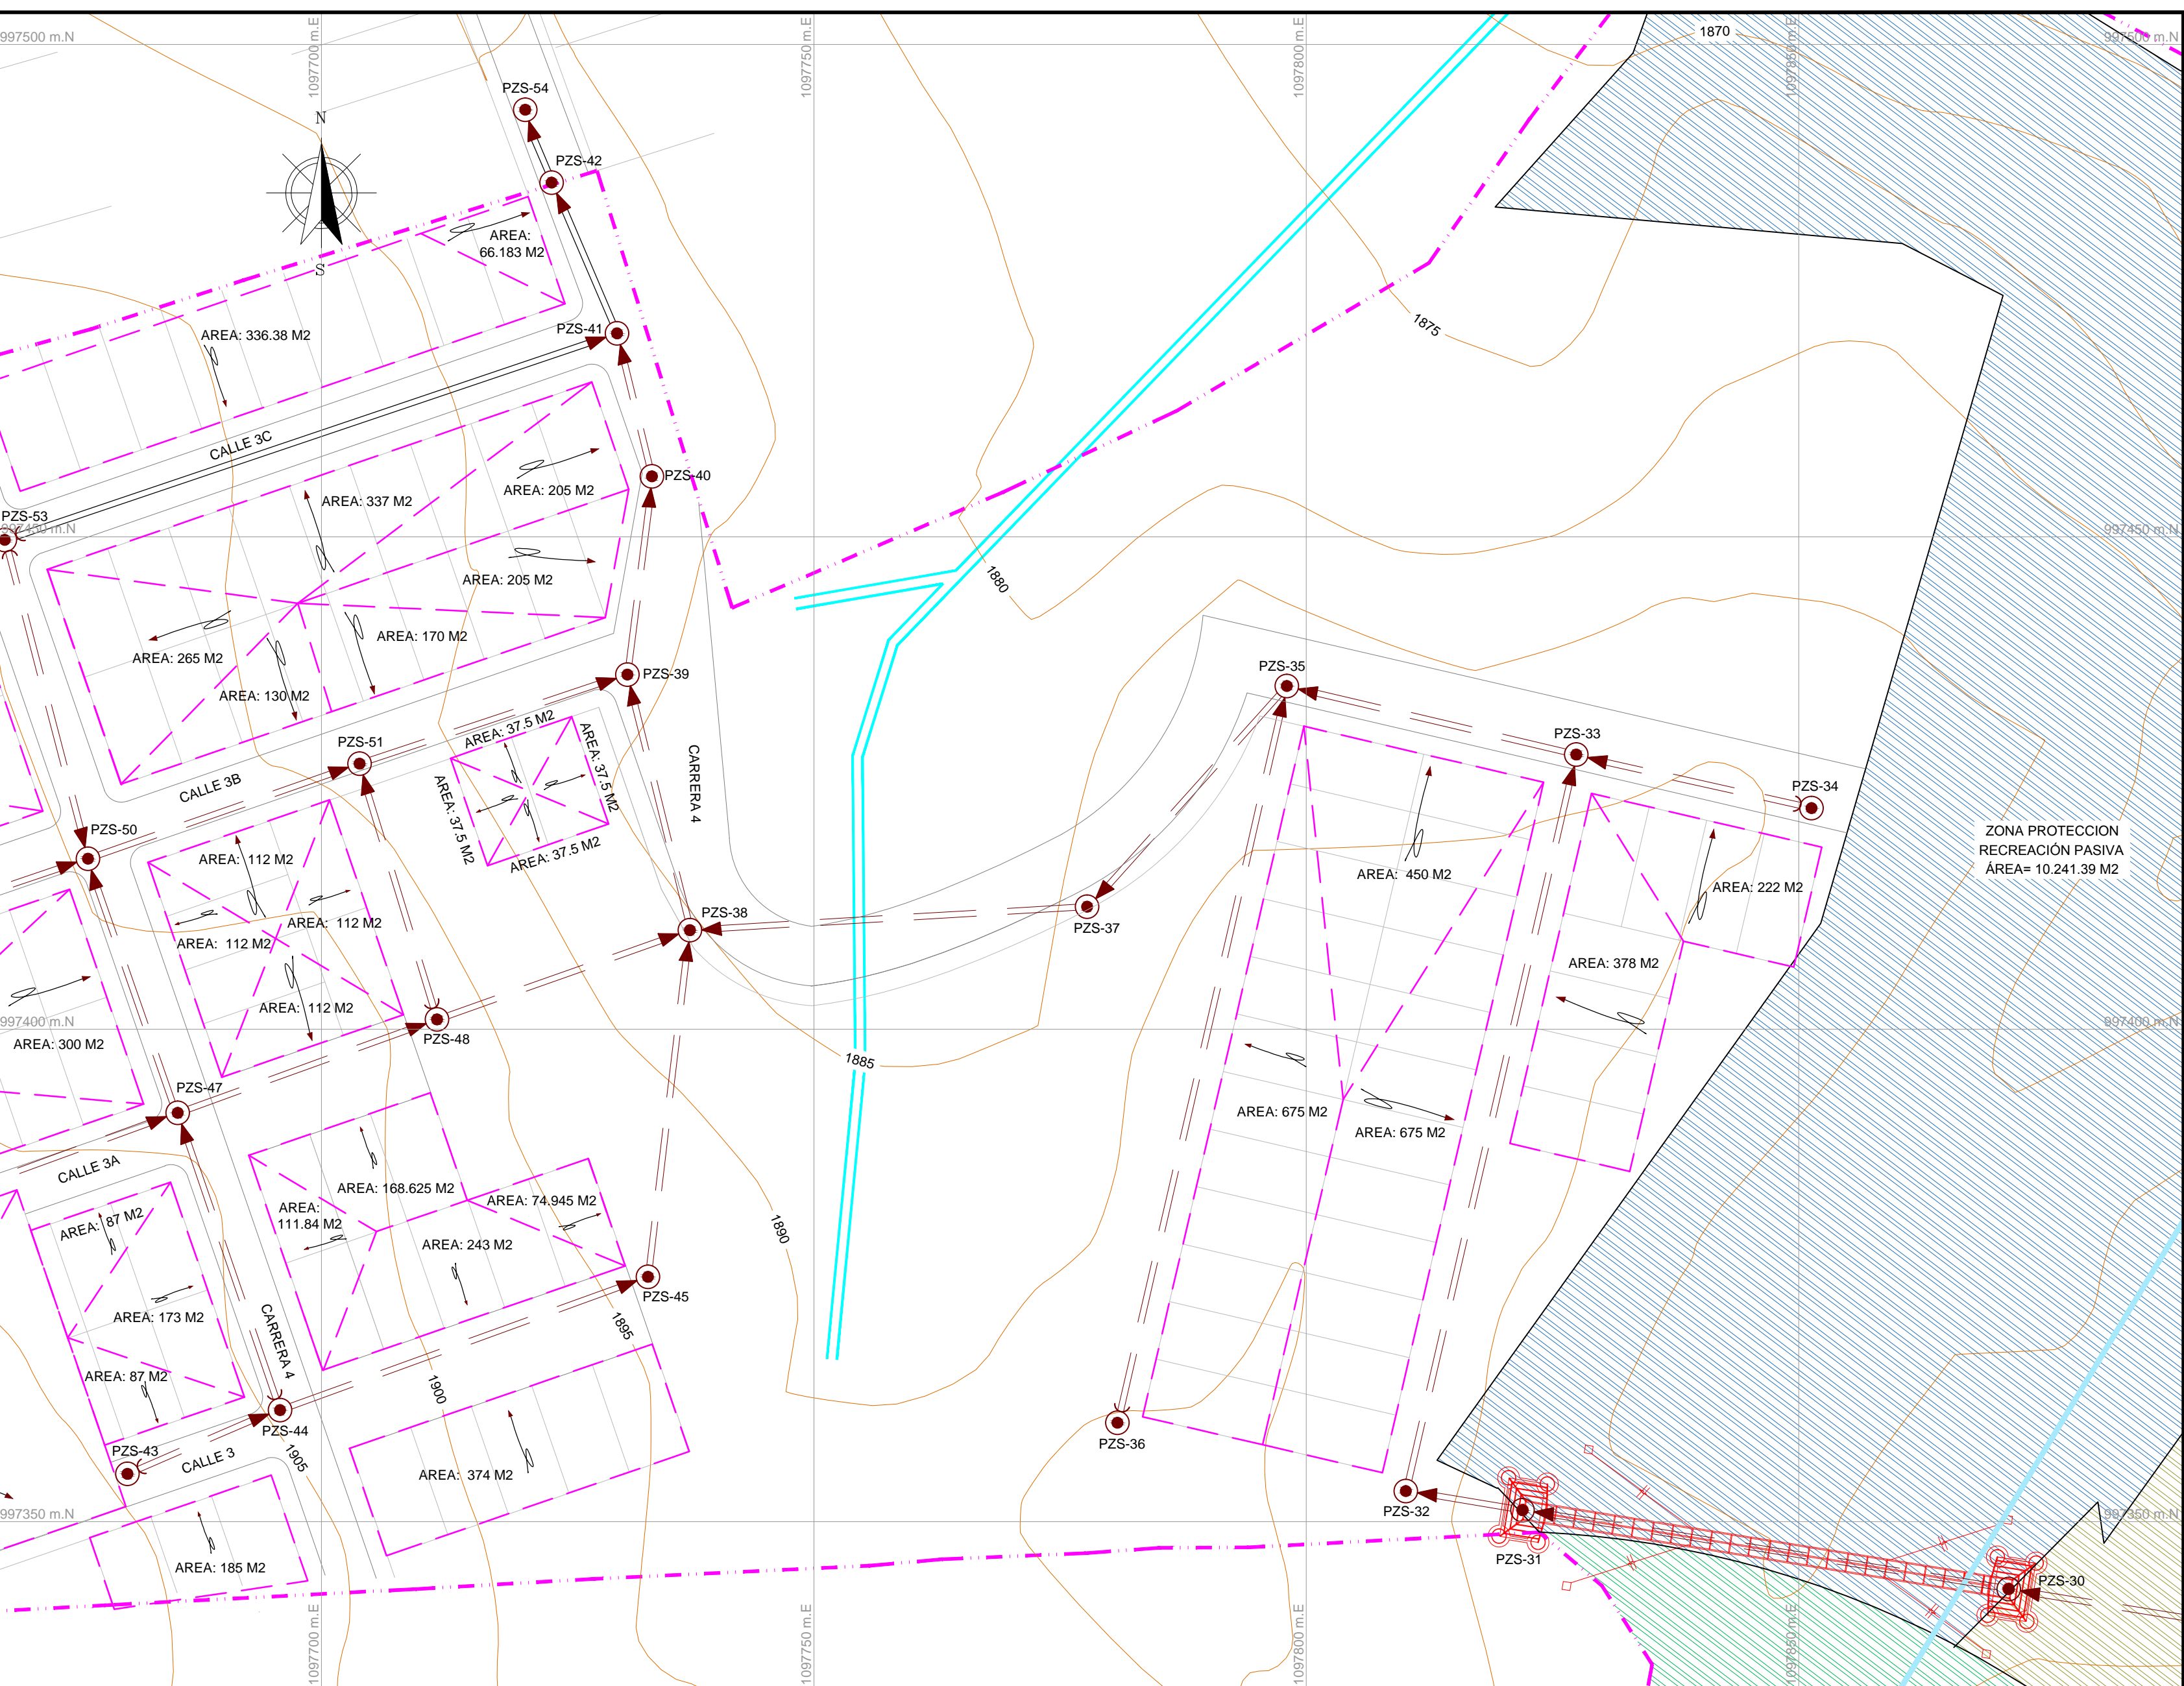 997500 m.N
1097700 m.E
1097750 m.E
1097800 m.E
1097850 m.E
997500 m.N
1870
PZS-54
N
PZS-42
AREA:
66.183 M2
S
AREA: 336.38 M2
PZS-41
1875
CALLE 3C
PZS-40
AREA: 337 M2
AREA: 205 M2
PZS-53
997450 m.N
997450 m.N
AREA: 205 M2
1880
AREA: 170 M2
AREA: 265 M2
AREA: 130 M2
PZS-39
PZS-35
PZS-51
AREA: 37.5 M2
AREA: 37.5 M2
AREA: 37.5 M2
AREA: 37.5 M2
CARRERA 4
PZS-33
PZS-34
CALLE 3B
PZS-50
ZONA PROTECCION
RECREACIÓN PASIVA
ÁREA= 10.241.39 M2
AREA: 112 M2
AREA: 112 M2
AREA: 112 M2
AREA: 112 M2
AREA: 450 M2
AREA: 222 M2
PZS-38
PZS-37
AREA: 378 M2
997400 m.N
997400 m.N
AREA: 300 M2
PZS-48
1885
PZS-47
AREA: 675 M2
AREA: 675 M2
CALLE 3A
AREA: 168.625 M2
AREA: 74.945 M2
AREA:
111.84 M2
AREA: 87 M2
AREA: 243 M2
1890
PZS-45
AREA: 173 M2
CARRERA 4
1895
AREA: 87 M2
1900
PZS-44
PZS-36
PZS-43
CALLE 3
1905
AREA: 374 M2
PZS-32
997350 m.N
997350 m.N
PZS-31
AREA: 185 M2
PZS-30
1097700 m.E
1097750 m.E
1097800 m.E
1097850 m.E